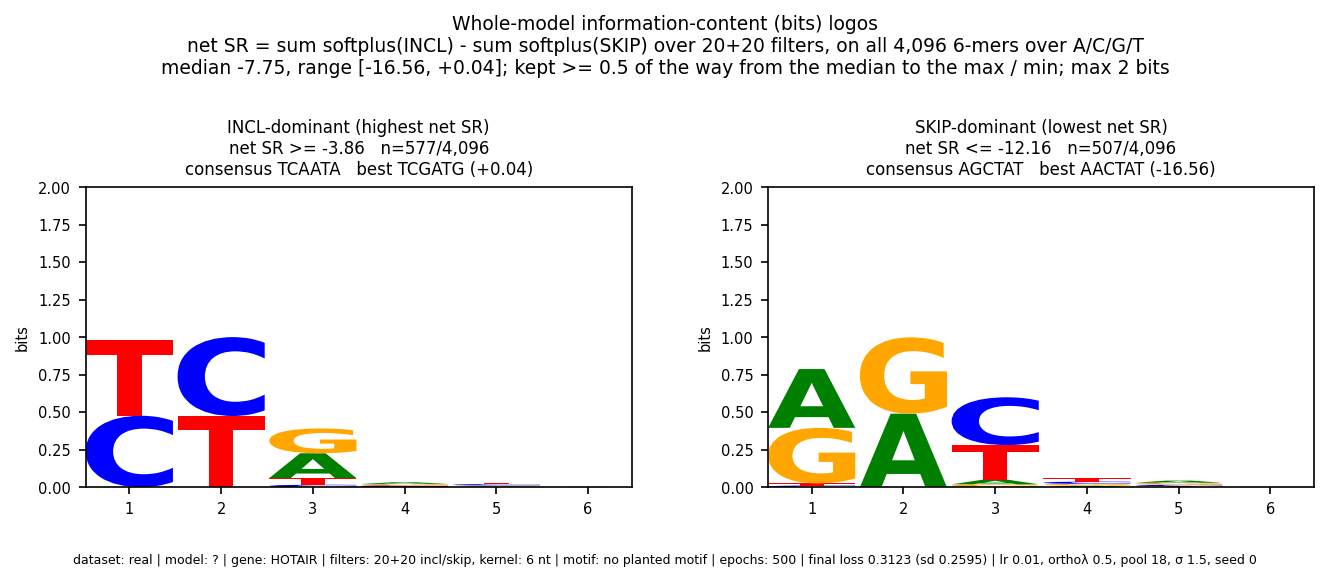 Whole-model information-content (bits) logos
net SR = sum softplus(INCL) - sum softplus(SKIP) over 20+20 filters, on all 4,096 6-mers over A/C/G/T
median -7.75, range [-16.56, +0.04]; kept >= 0.5 of the way from the median to the max / min; max 2 bits
INCL-dominant (highest net SR)
net SR >= -3.86   n=577/4,096
consensus TCAATA   best TCGATG (+0.04)
2.00
1.75
1.50
1.25
1.00
0.75
0.50
0.25
0.00
bits
T
C
C
T
G
A
T
1
2
3
4
5
6
SKIP-dominant (lowest net SR)
net SR <= -12.16   n=507/4,096
consensus AGCTAT   best AACTAT (-16.56)
2.00
1.75
1.50
1.25
1.00
0.75
0.50
0.25
0.00
bits
A
G
G
A
C
T
1
2
3
4
5
6
dataset: real | model: ? | gene: HOTAIR | filters: 20+20 incl/skip, kernel: 6 nt | motif: no planted motif | epochs: 500 | final loss 0.3123 (sd 0.2595) | lr 0.01, orthoλ 0.5, pool 18, σ 1.5, seed 0